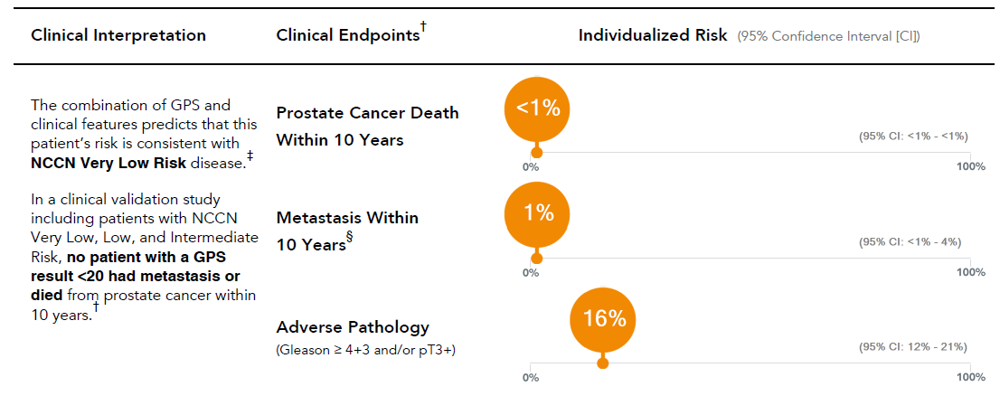 Clinical Interpretation
Clinical Endpoints†
Individualized Risk (95% Confidence Interval [CI])
The combination of GPS and
clinical features predicts that this
patient's risk is consistent with
NCCN Very Low Risk disease.‡
In a clinical validation study
including patients with NCCN
Very Low, Low, and Intermediate
Risk, no patient with a GPS
result <20 had metastasis or
died from prostate cancer within
10 years.†
Prostate Cancer Death
Within 10 Years
<1%
(95% CI: <1% - <1%)
0%
100%
Metastasis Within
10 Years§
1%
(95% CI: <1% - 4%)
0%
100%
Adverse Pathology
(Gleason ≥ 4+3 and/or pT3+)
16%
(95% CI: 12% - 21%)
0%
100%